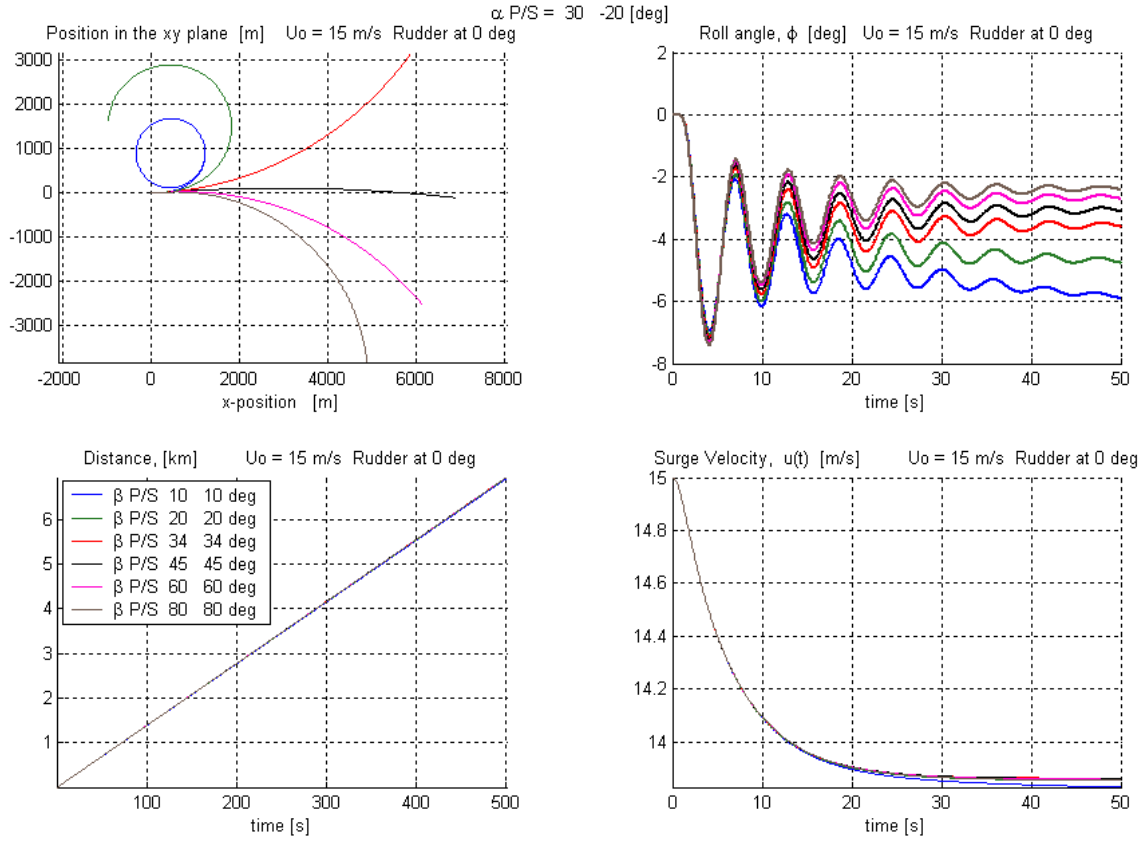 α P/S = 30 -20 [deg]
Position in the xy plane [m] Uo = 15 m/s Rudder at 0 deg
3000
2000
1000
0
-1000
-2000
-3000
-2000 0 2000 4000 6000 8000
x-position [m]
Roll angle, ϕ [deg] Uo = 15 m/s Rudder at 0 deg
2
0
-2
-4
-6
-8
0 10 20 30 40 50
time [s]
Distance, [km] Uo = 15 m/s Rudder at 0 deg
β P/S 10 10 deg
β P/S 20 20 deg
β P/S 34 34 deg
β P/S 45 45 deg
β P/S 60 60 deg
β P/S 80 80 deg
6
5
4
3
2
1
100 200 300 400 500
time [s]
Surge Velocity, u(t) [m/s] Uo = 15 m/s Rudder at 0 deg
15
14.8
14.6
14.4
14.2
14
0 10 20 30 40 50
time [s]